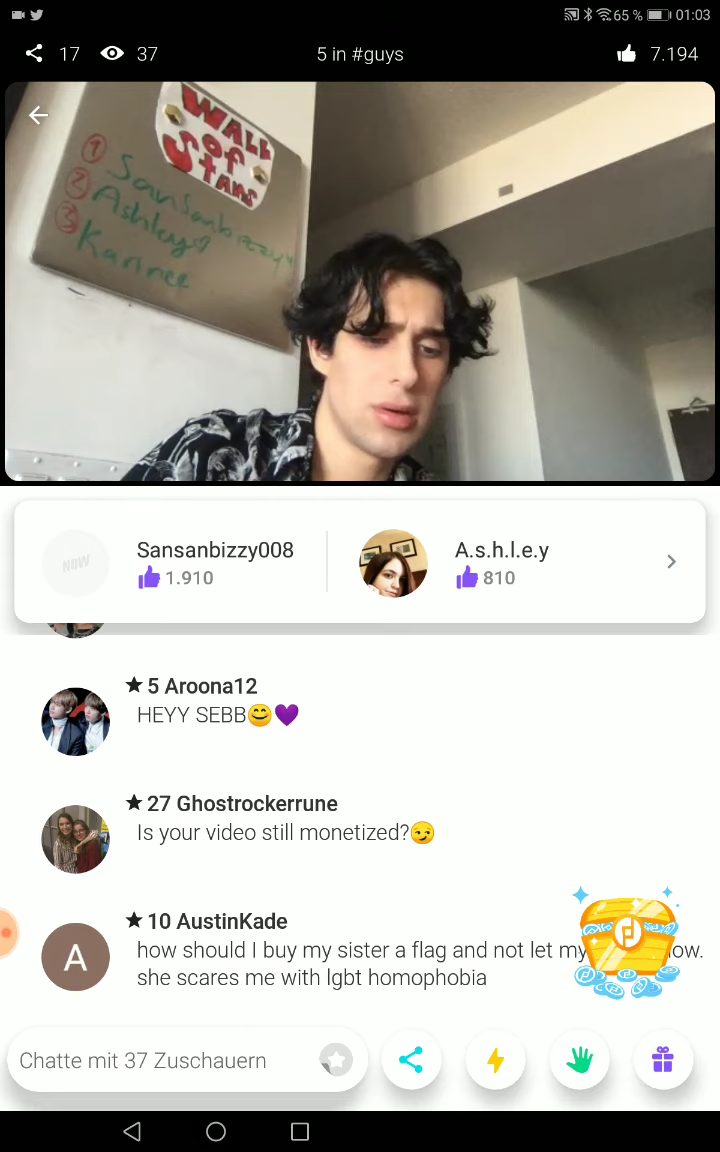 65 % 01:03
17 37 5 in #guys 7.194
WALL
OF
STANS
1 Sansanbizzy
2 Ashley
3 Karinee
NOW
Sansanbizzy008
1.910
A.s.h.l.e.y
810
5 Aroona12
HEYY SEBB😊💜
27 Ghostrockerrune
Is your video still monetized?😏
10 AustinKade
A
how should I buy my sister a flag and not let my ow.
she scares me with lgbt homophobia
Chatte mit 37 Zuschauern